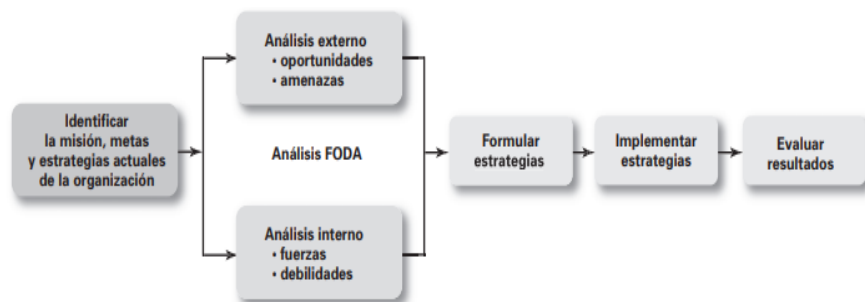 Identificar
la misión, metas
y estrategias actuales
de la organización
Análisis externo
• oportunidades
• amenazas
Análisis FODA
Análisis interno
• fuerzas
• debilidades
Formular
estrategias
Implementar
estrategias
Evaluar
resultados